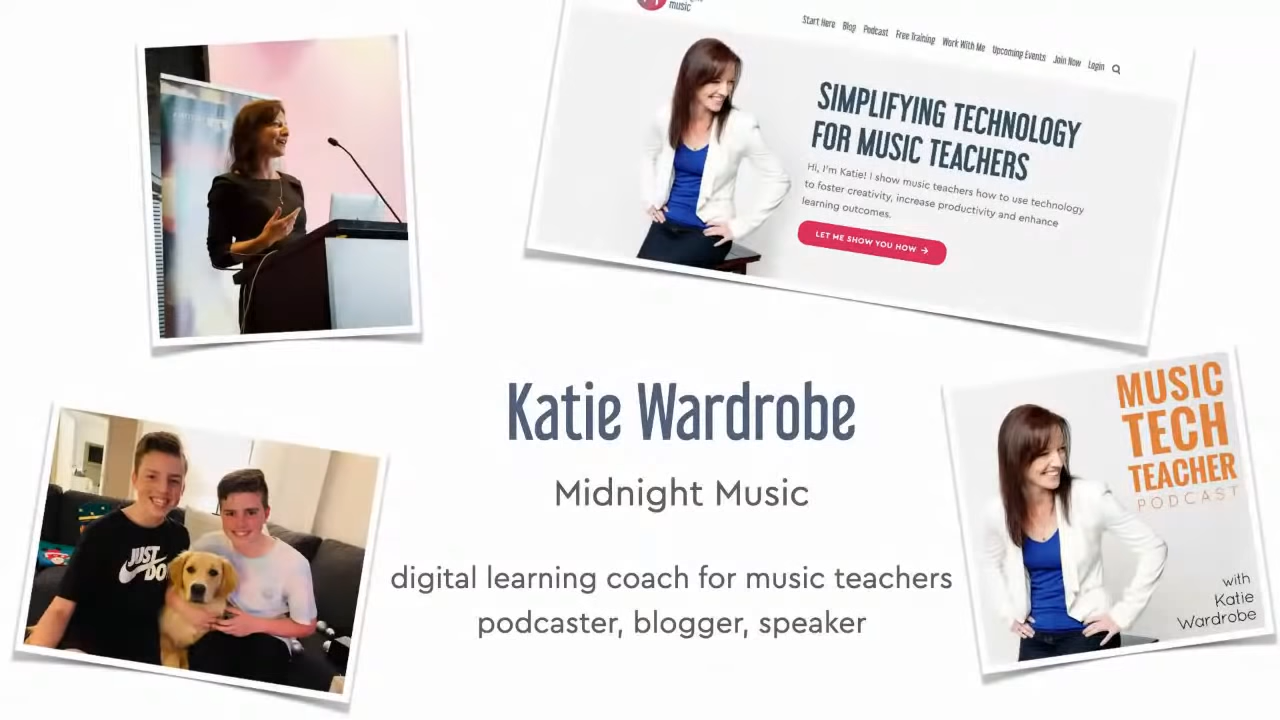 music
Start Here Blog Podcast Free Training Work With Me Upcoming Events Join Now Login
SIMPLIFYING TECHNOLOGY
FOR MUSIC TEACHERS
Hi, I'm Katie! I show music teachers how to use technology
to foster creativity, increase productivity and enhance
learning outcomes.
LET ME SHOW YOU HOW →
Katie Wardrobe
Midnight Music
digital learning coach for music teachers
podcaster, blogger, speaker
JUST
DO
MUSIC
TECH
TEACHER
PODCAST
with
Katie
Wardrobe